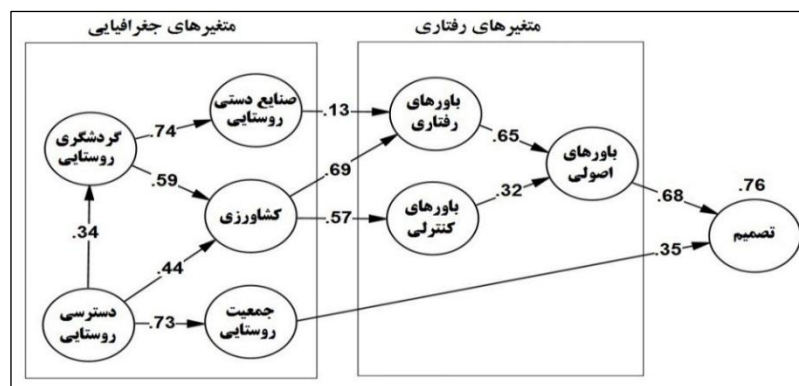 متغیرهای جغرافیایی
متغیرهای رفتاری
صنایع دستی
روستایی
گردشگری
روستایی
کشاورزی
دسترسی
روستایی
جمعیت
روستایی
باورهای
رفتاری
باورهای
کنترلی
باورهای
اصولی
تصمیم
.74
.59
.34
.44
.73
.13
.69
.57
.65
.32
.68
.35
.76